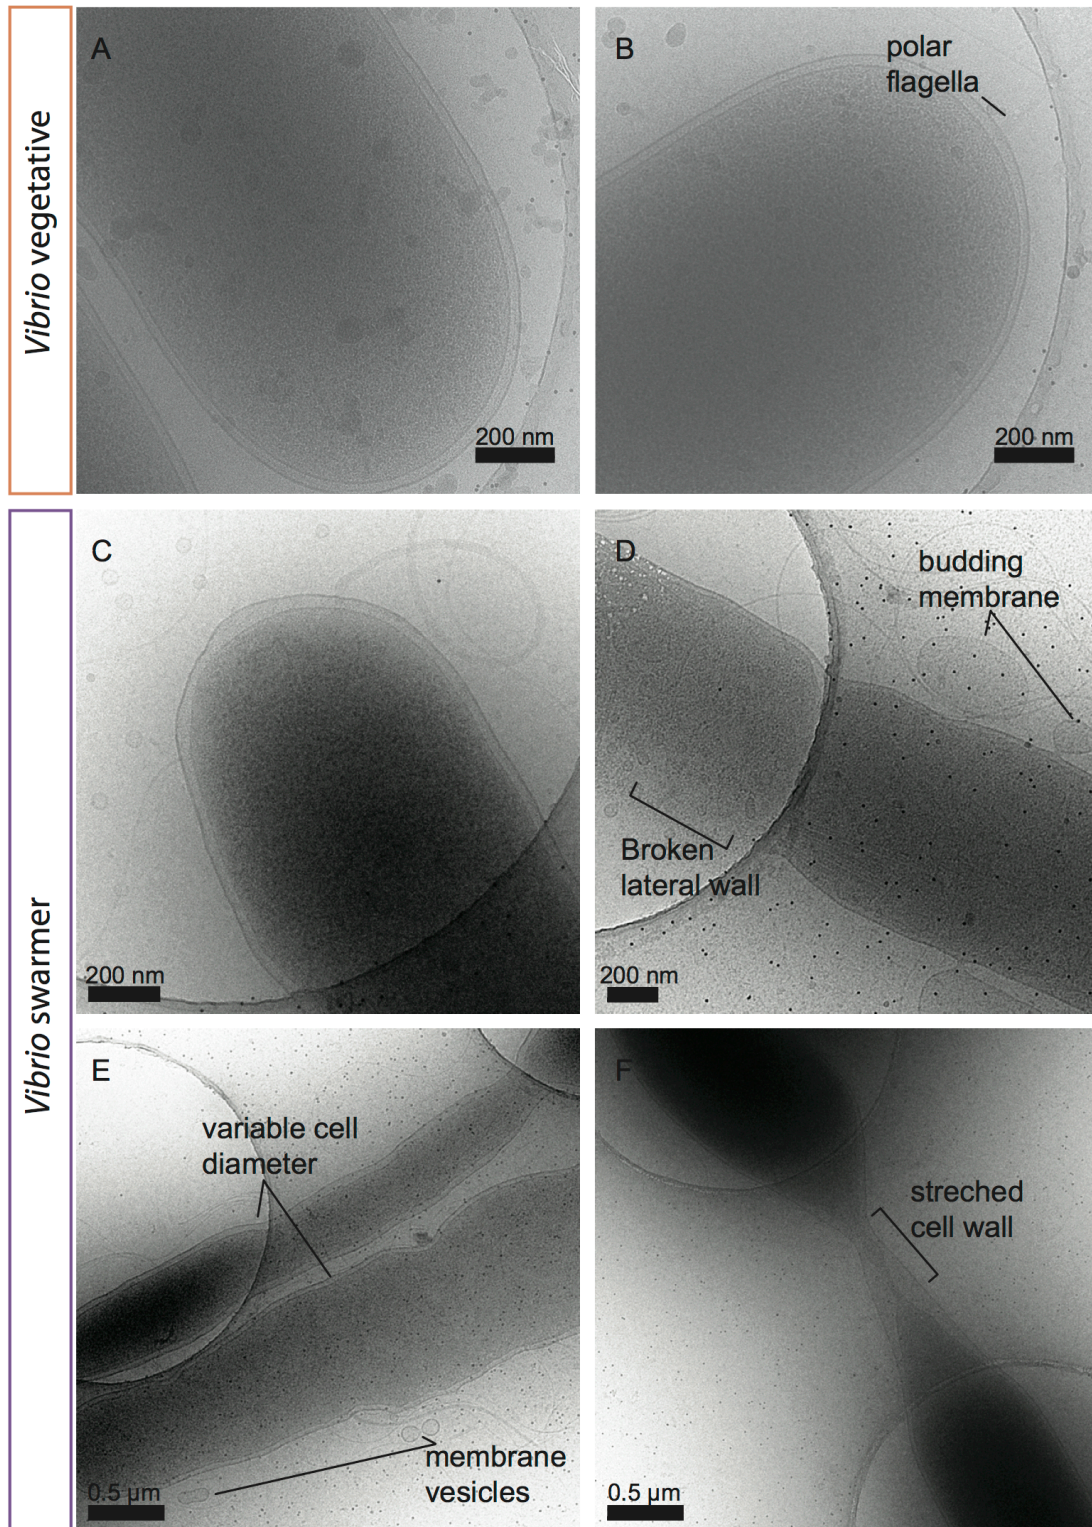 Vibrio vegetative
A
200 nm
B
polar
flagella
200 nm
Vibrio swarmer
C
200 nm
D
budding
membrane
Broken
lateral wall
200 nm
E
variable cell
diameter
membrane
vesicles
0.5 µm
F
streched
cell wall
0.5 µm